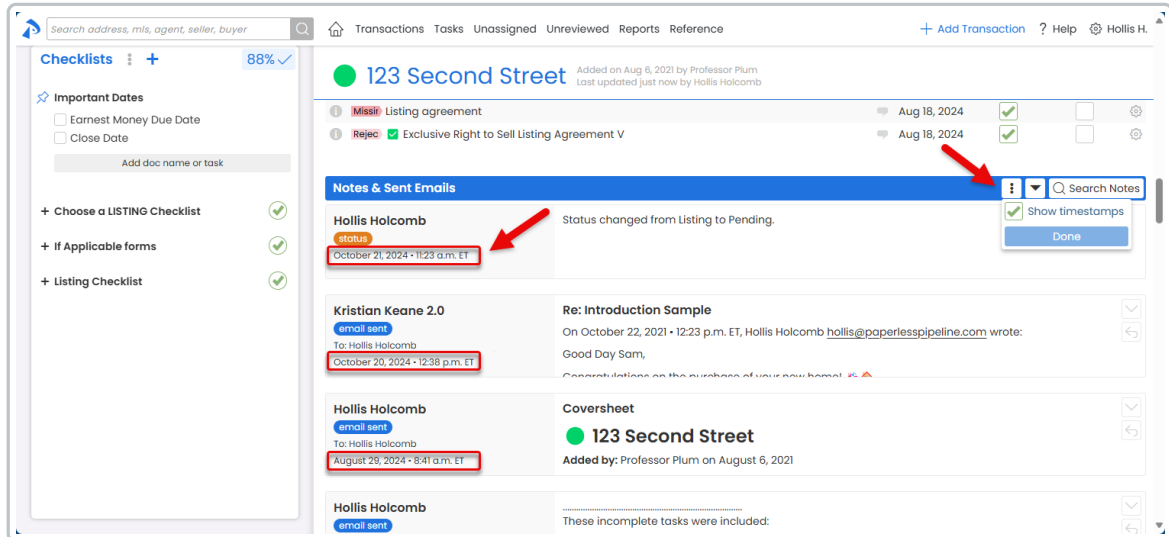 Search address, mls, agent, seller, buyer
Transactions Tasks Unassigned Unreviewed Reports Reference
+ Add Transaction ? Help Hollis H.
Checklists + 88%
Important Dates
Earnest Money Due Date
Close Date
Add doc name or task
+ Choose a LISTING Checklist
+ If Applicable forms
+ Listing Checklist
123 Second Street
Added on Aug 6, 2021 by Professor Plum
Last updated just now by Hollis Holcomb
Missir Listing agreement Aug 18, 2024
Rejec Exclusive Right to Sell Listing Agreement V Aug 18, 2024
Notes & Sent Emails
Search Notes
Show timestamps
Done
Hollis Holcomb
status
October 21, 2024 • 11:23 a.m. ET
Status changed from Listing to Pending.
Kristian Keane 2.0
email sent
To: Hollis Holcomb
October 20, 2024 • 12:38 p.m. ET
Re: Introduction Sample
On October 22, 2021 • 12:23 p.m. ET, Hollis Holcomb hollis@paperlesspipeline.com wrote:
Good Day Sam,
Congratulations on the purchase of your new home!
Hollis Holcomb
email sent
To: Hollis Holcomb
August 29, 2024 • 8:41 a.m. ET
Coversheet
123 Second Street
Added by: Professor Plum on August 6, 2021
Hollis Holcomb
email sent
These incomplete tasks were included: